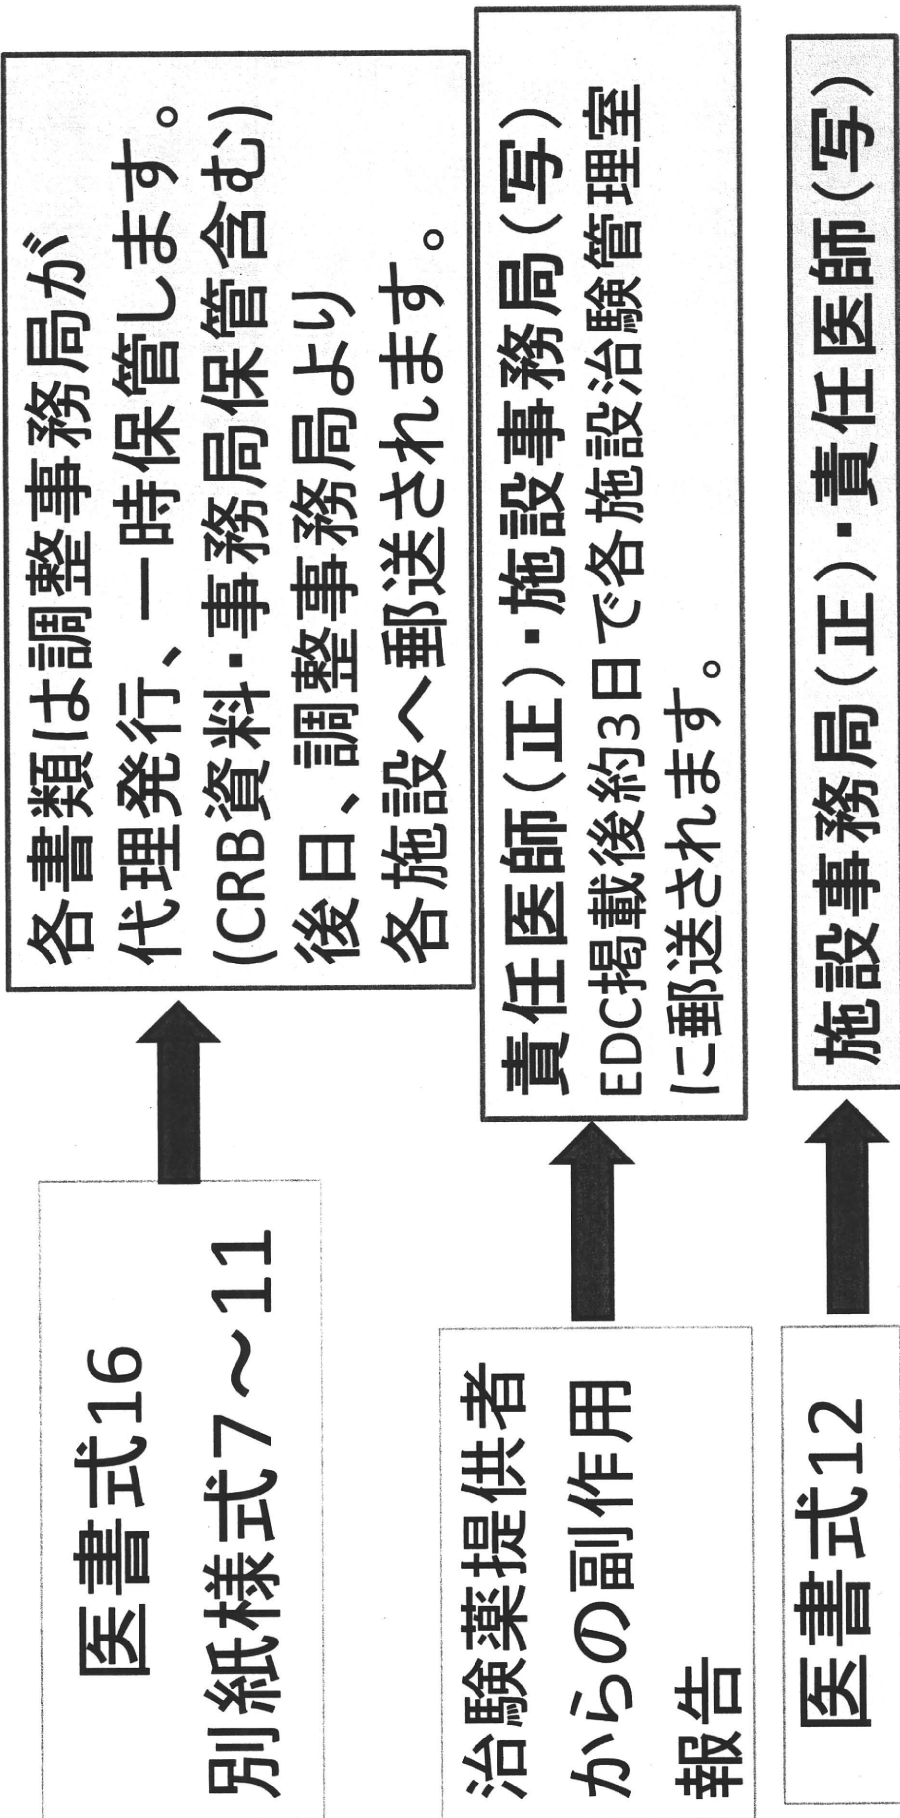 医書式16
別紙様式7～11
各書類は調整事務局が
代理発行、一時保管します。
(CRB資料・事務局保管含む)
後日、調整事務局より
各施設へ郵送されます。
治験薬提供者
からの副作用
報告
責任医師(正)・施設事務局(写)
EDC掲載後約3日で各施設治験管理室
に郵送されます。
医書式12
施設事務局(正)・責任医師(写)